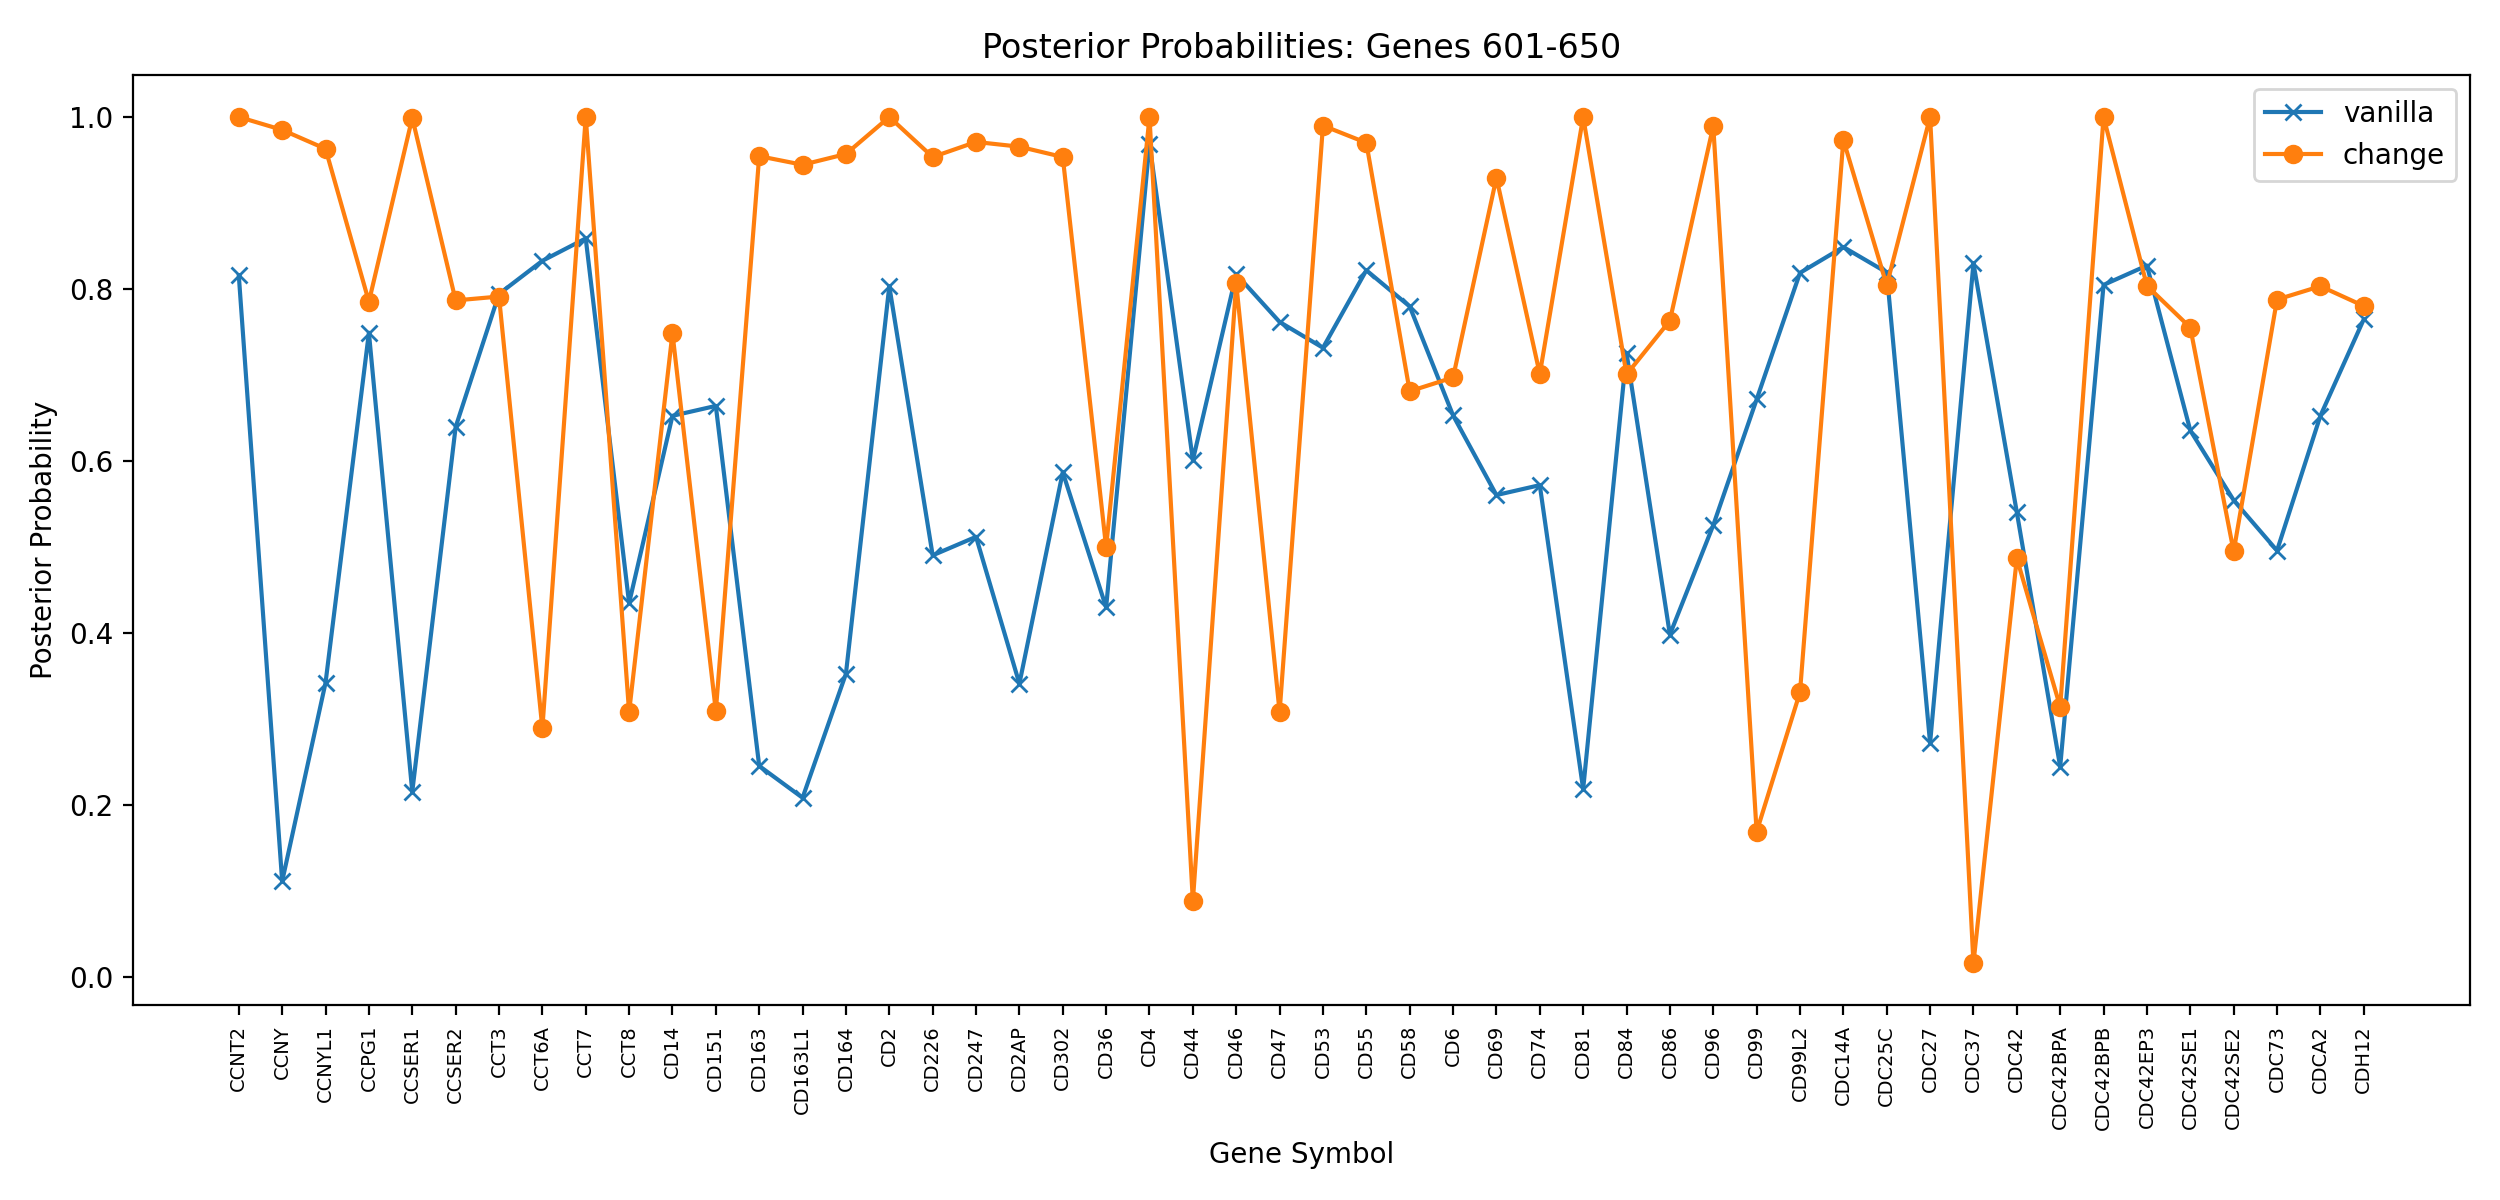 Posterior Probabilities: Genes 601-650
vanilla
change
Posterior Probability
1.0
0.8
0.6
0.4
0.2
0.0
CCNT2
CCNY
CCNYL1
CCPG1
CCSER1
CCSER2
CCT3
CCT6A
CCT7
CCT8
CD14
CD151
CD163
CD163L1
CD164
CD2
CD226
CD247
CD2AP
CD302
CD36
CD4
CD44
CD46
CD47
CD53
CD55
CD58
CD6
CD69
CD74
CD81
CD84
CD86
CD96
CD99
CD99L2
CDC14A
CDC25C
CDC27
CDC37
CDC42
CDC42BPA
CDC42BPB
CDC42EP3
CDC42SE1
CDC42SE2
CDC73
CDCA2
CDH12
Gene Symbol